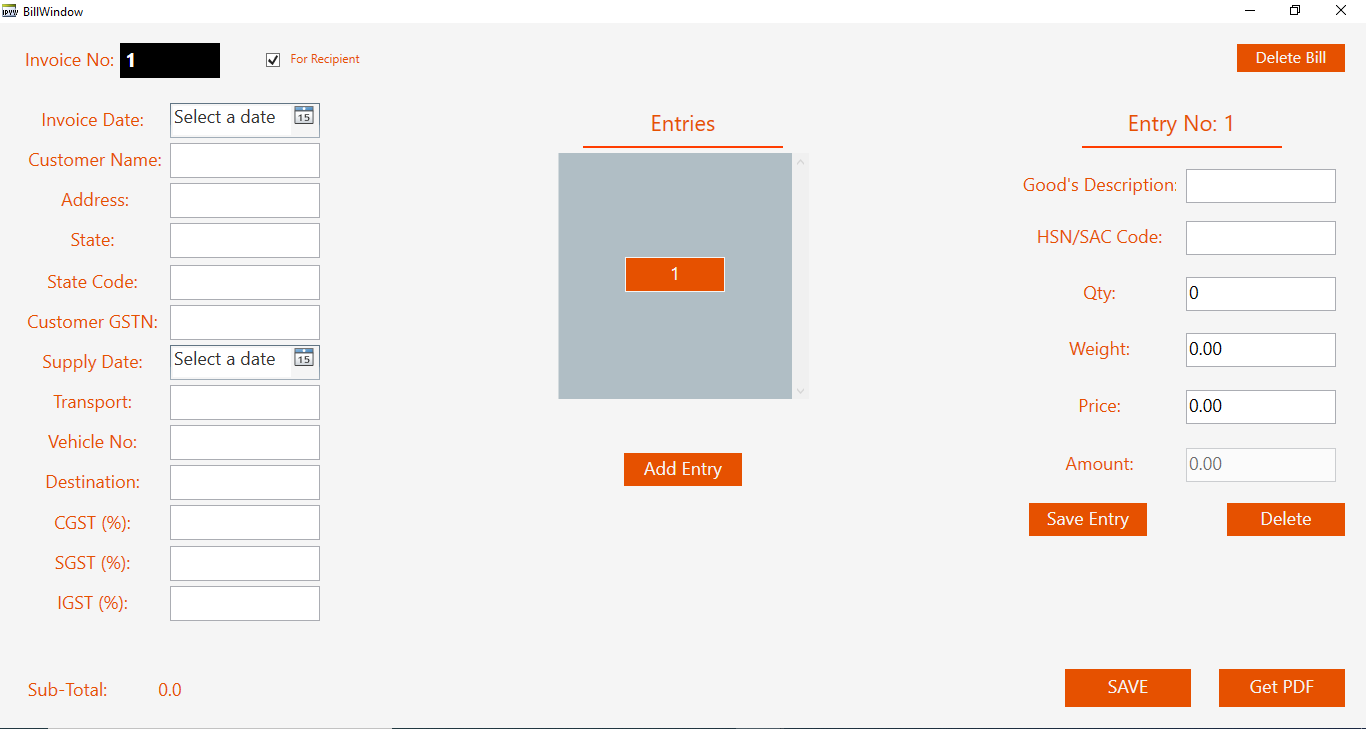 BillWindow
Invoice No: 1
For Recipient
Delete Bill
Invoice Date: Select a date 15
Customer Name:
Address:
State:
State Code:
Customer GSTN:
Supply Date: Select a date 15
Transport:
Vehicle No:
Destination:
CGST (%):
SGST (%):
IGST (%):
Sub-Total: 0.0
Entries
1
Add Entry
Entry No: 1
Good's Description:
HSN/SAC Code:
Qty: 0
Weight: 0.00
Price: 0.00
Amount: 0.00
Save Entry Delete
SAVE Get PDF